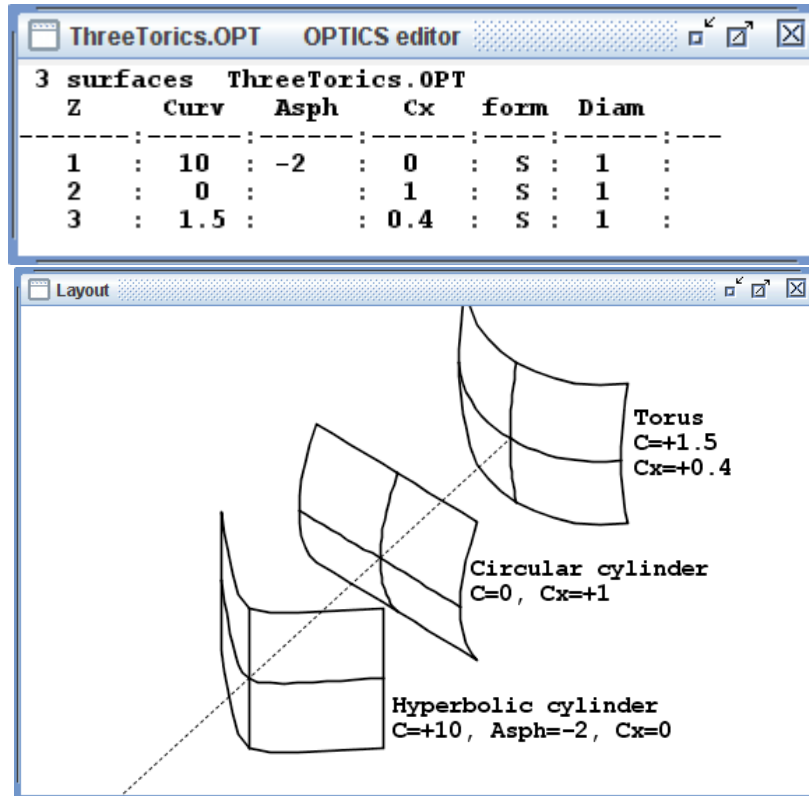 ThreeTorics.OPT OPTICS editor
3 surfaces ThreeTorics.OPT
Z Curv Asph Cx form Diam
-------:------:------:------:----:------:---
1 : 10 : -2 : 0 : S : 1 :
2 : 0 : : 1 : S : 1 :
3 : 1.5 : : 0.4 : S : 1 :
Layout
Torus
C=+1.5
Cx=+0.4
Circular cylinder
C=0, Cx=+1
Hyperbolic cylinder
C=+10, Asph=-2, Cx=0